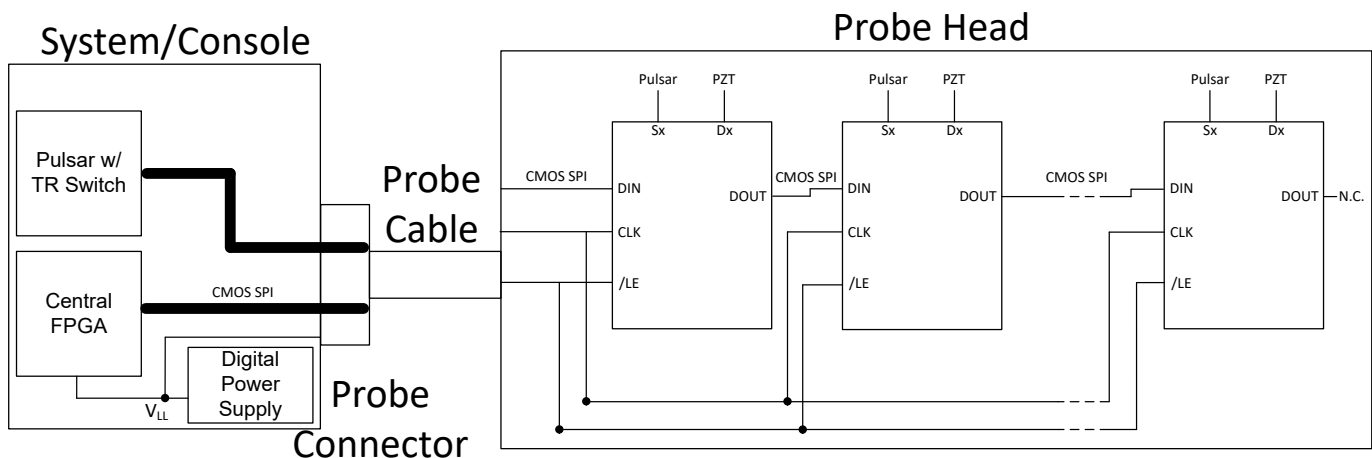 System/Console
Probe Head
Pulsar w/
TR Switch
Central
FPGA
CMOS SPI
Digital
Power
Supply
VLL
Probe
Cable
Probe
Connector
Pulsar PZT
Sx Dx
CMOS SPI
DIN
DOUT
CLK
/LE
CMOS SPI
Pulsar PZT
Sx Dx
DIN
DOUT
CLK
/LE
CMOS SPI
Pulsar PZT
Sx Dx
DIN
DOUT
N.C.
CLK
/LE